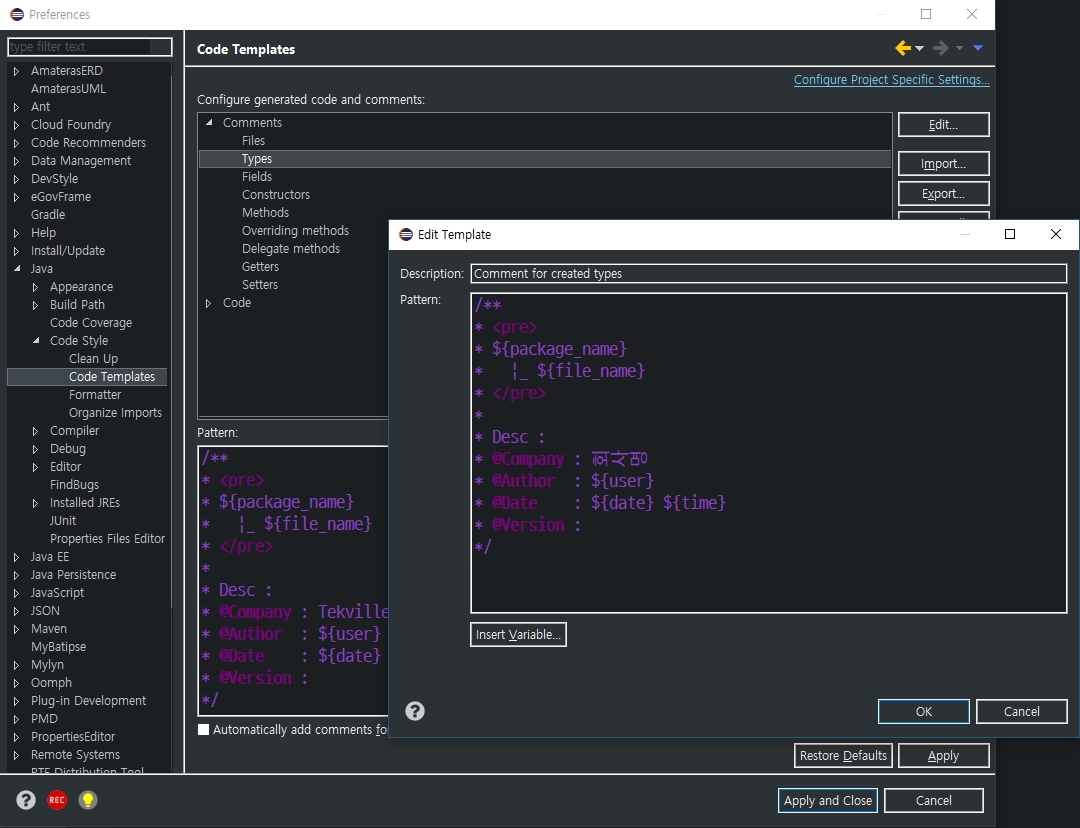 Preferences
type filter text
AmaterasERD
AmaterasUML
Ant
Cloud Foundry
Code Recommenders
Data Management
DevStyle
eGovFrame
Gradle
Help
Install/Update
Java
Appearance
Build Path
Code Coverage
Code Style
Clean Up
Code Templates
Formatter
Organize Imports
Compiler
Debug
Editor
FindBugs
Installed JREs
JUnit
Properties Files Editor
Java EE
Java Persistence
JavaScript
JSON
Maven
MyBatipse
Mylyn
Oomph
Plug-in Development
PMD
PropertiesEditor
Remote Systems
RTF Distribution Tool
Code Templates
Configure Project Specific Settings...
Configure generated code and comments:
Comments
Files
Types
Fields
Constructors
Methods
Overriding methods
Delegate methods
Getters
Setters
Code
Edit...
Import...
Export...
Pattern:
/**
* <pre>
* ${package_name}
*   ¦_ ${file_name}
* </pre>
*
* Desc :
* @Company : Tekville
* @Author  : ${user}
* @Date    : ${date}
* @Version :
*/
Automatically add comments fo
Restore Defaults
Apply
Edit Template
Description:
Comment for created types
Pattern:
/**
* <pre>
* ${package_name}
*   ¦_ ${file_name}
* </pre>
*
* Desc :
* @Company : 회사명
* @Author  : ${user}
* @Date    : ${date} ${time}
* @Version :
*/
Insert Variable...
?
OK
Cancel
?
REC
Apply and Close
Cancel